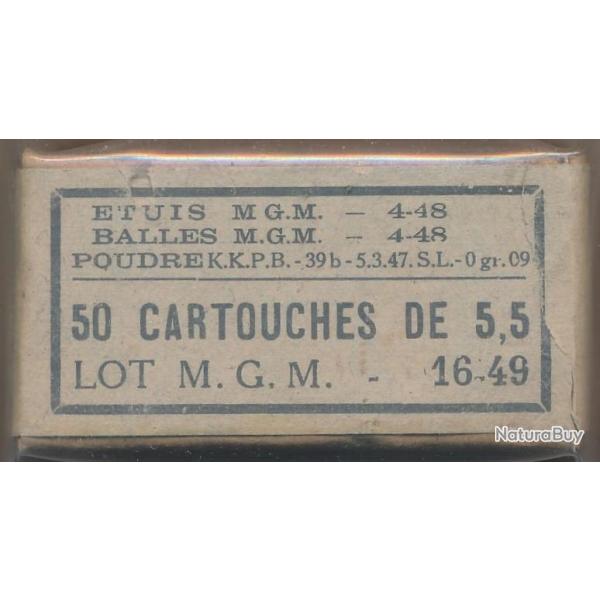 ETUIS M G.M. – 4-48
BALLES M.G.M. – 4-48
POUDRE K.K.P.B.-39b-5.3.47. S.L.-0 gr. 09
50 CARTOUCHES DE 5,5
LOT M. G. M. - 16-49
NaturaBuy